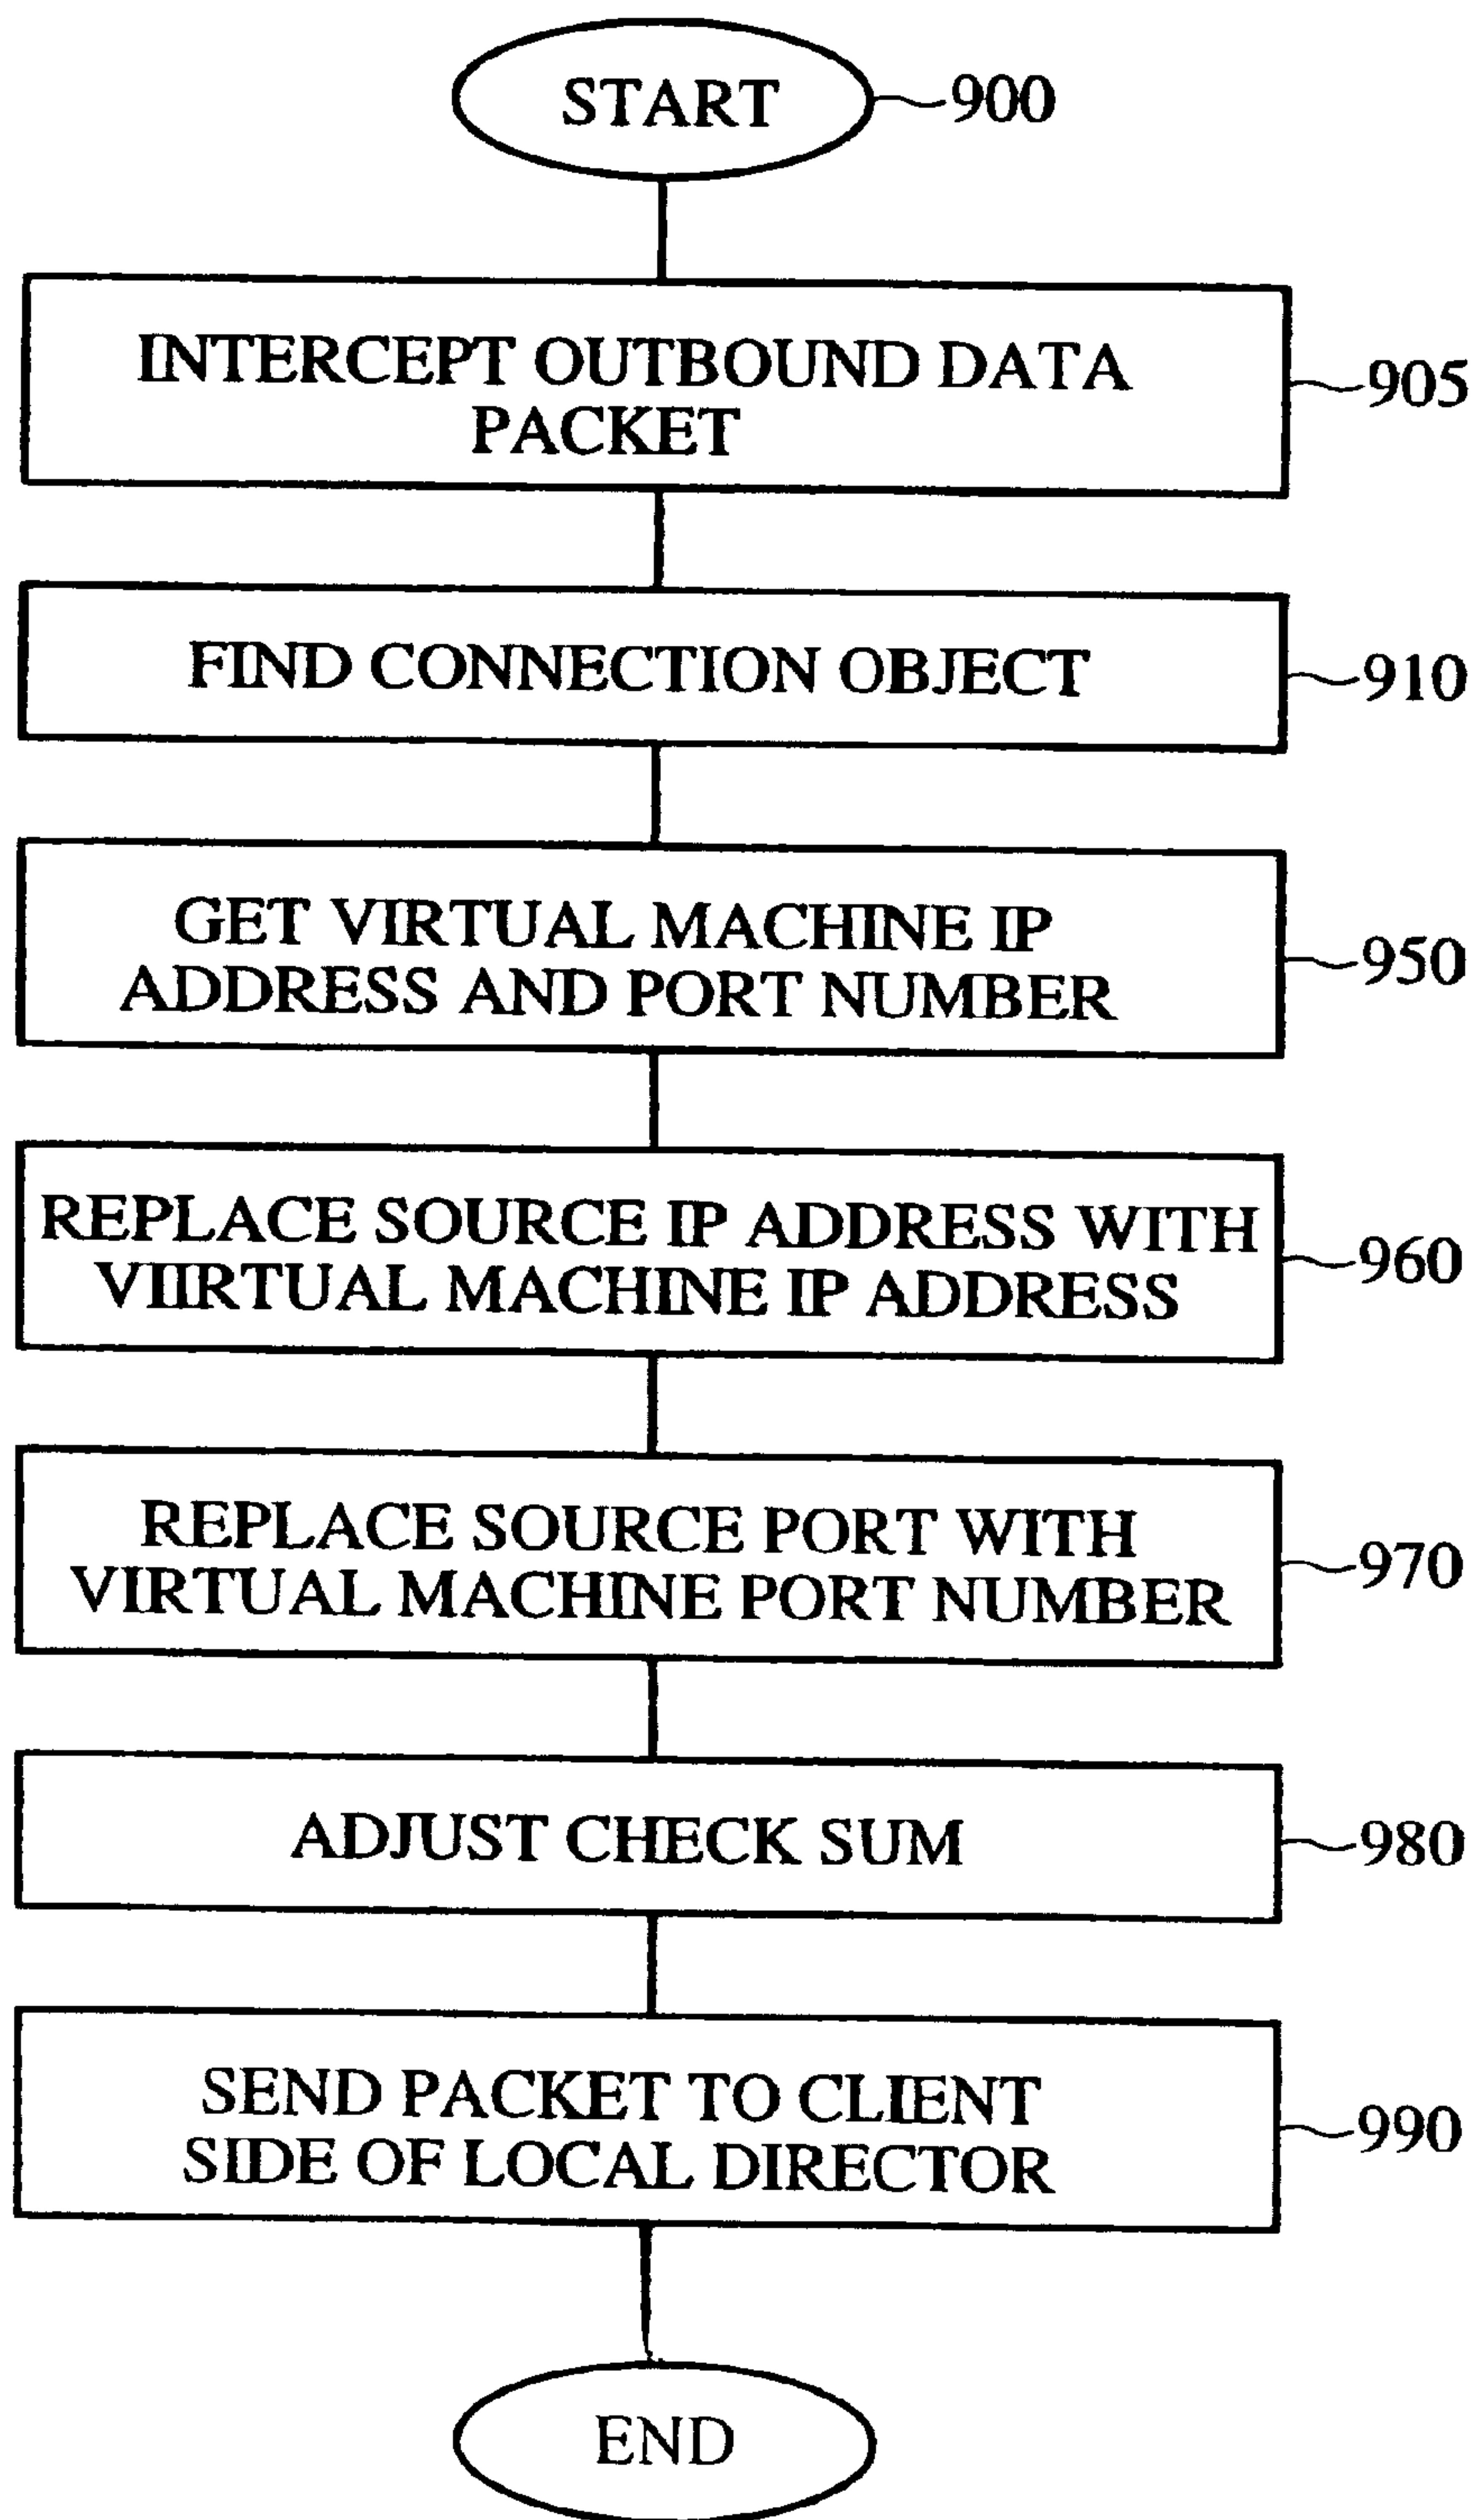 START 900
INTERCEPT OUTBOUND DATA
PACKET
905
FIND CONNECTION OBJECT 910
GET VIRTUAL MACHINE IP
ADDRESS AND PORT NUMBER
950
REPLACE SOURCE IP ADDRESS WITH
VIIRTUAL MACHINE IP ADDRESS
960
REPLACE SOURCE PORT WITH
VIRTUAL MACHINE PORT NUMBER
970
ADJUST CHECK SUM 980
SEND PACKET TO CLIENT
SIDE OF LOCAL DIRECTOR
990
END